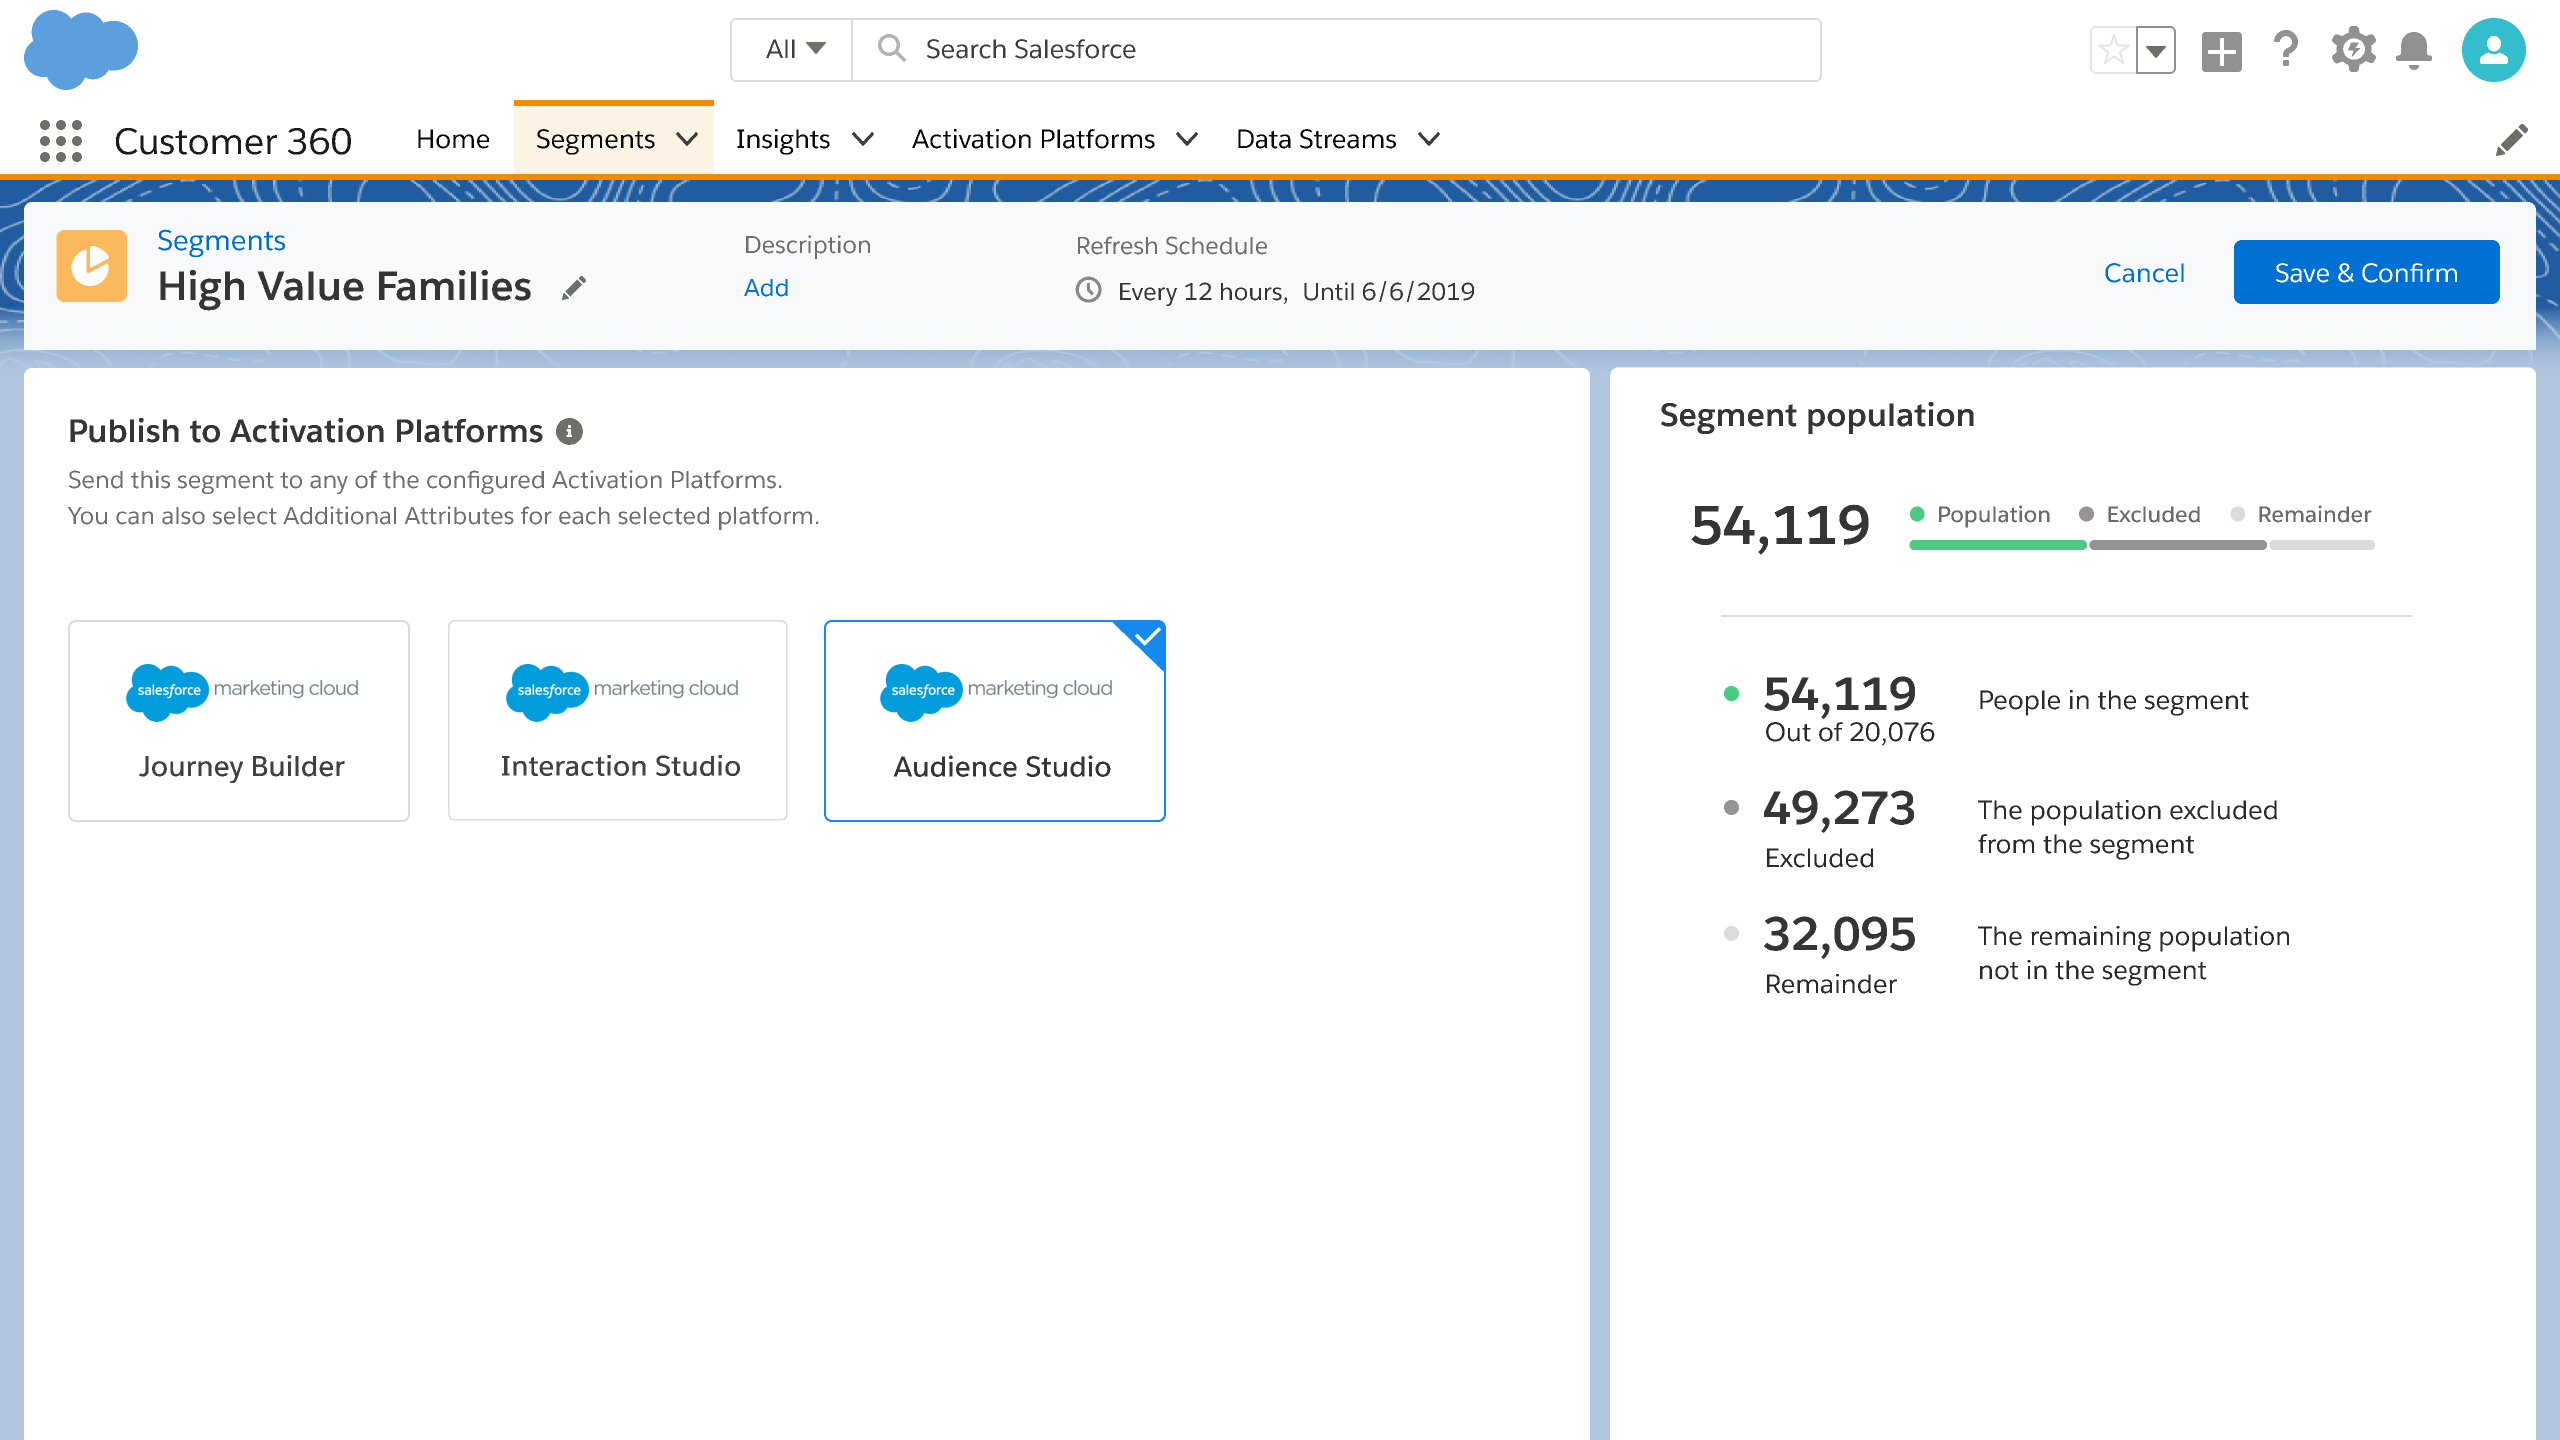 All
Search Salesforce
Customer 360
Home
Segments
Insights
Activation Platforms
Data Streams
Segments
High Value Families
Description
Add
Refresh Schedule
Every 12 hours, Until 6/6/2019
Cancel
Save & Confirm
Publish to Activation Platforms
Send this segment to any of the configured Activation Platforms.
You can also select Additional Attributes for each selected platform.
salesforce marketing cloud
Journey Builder
salesforce marketing cloud
Interaction Studio
salesforce marketing cloud
Audience Studio
Segment population
54,119
Population
Excluded
Remainder
54,119
Out of 20,076
People in the segment
49,273
Excluded
The population excluded
from the segment
32,095
Remainder
The remaining population
not in the segment